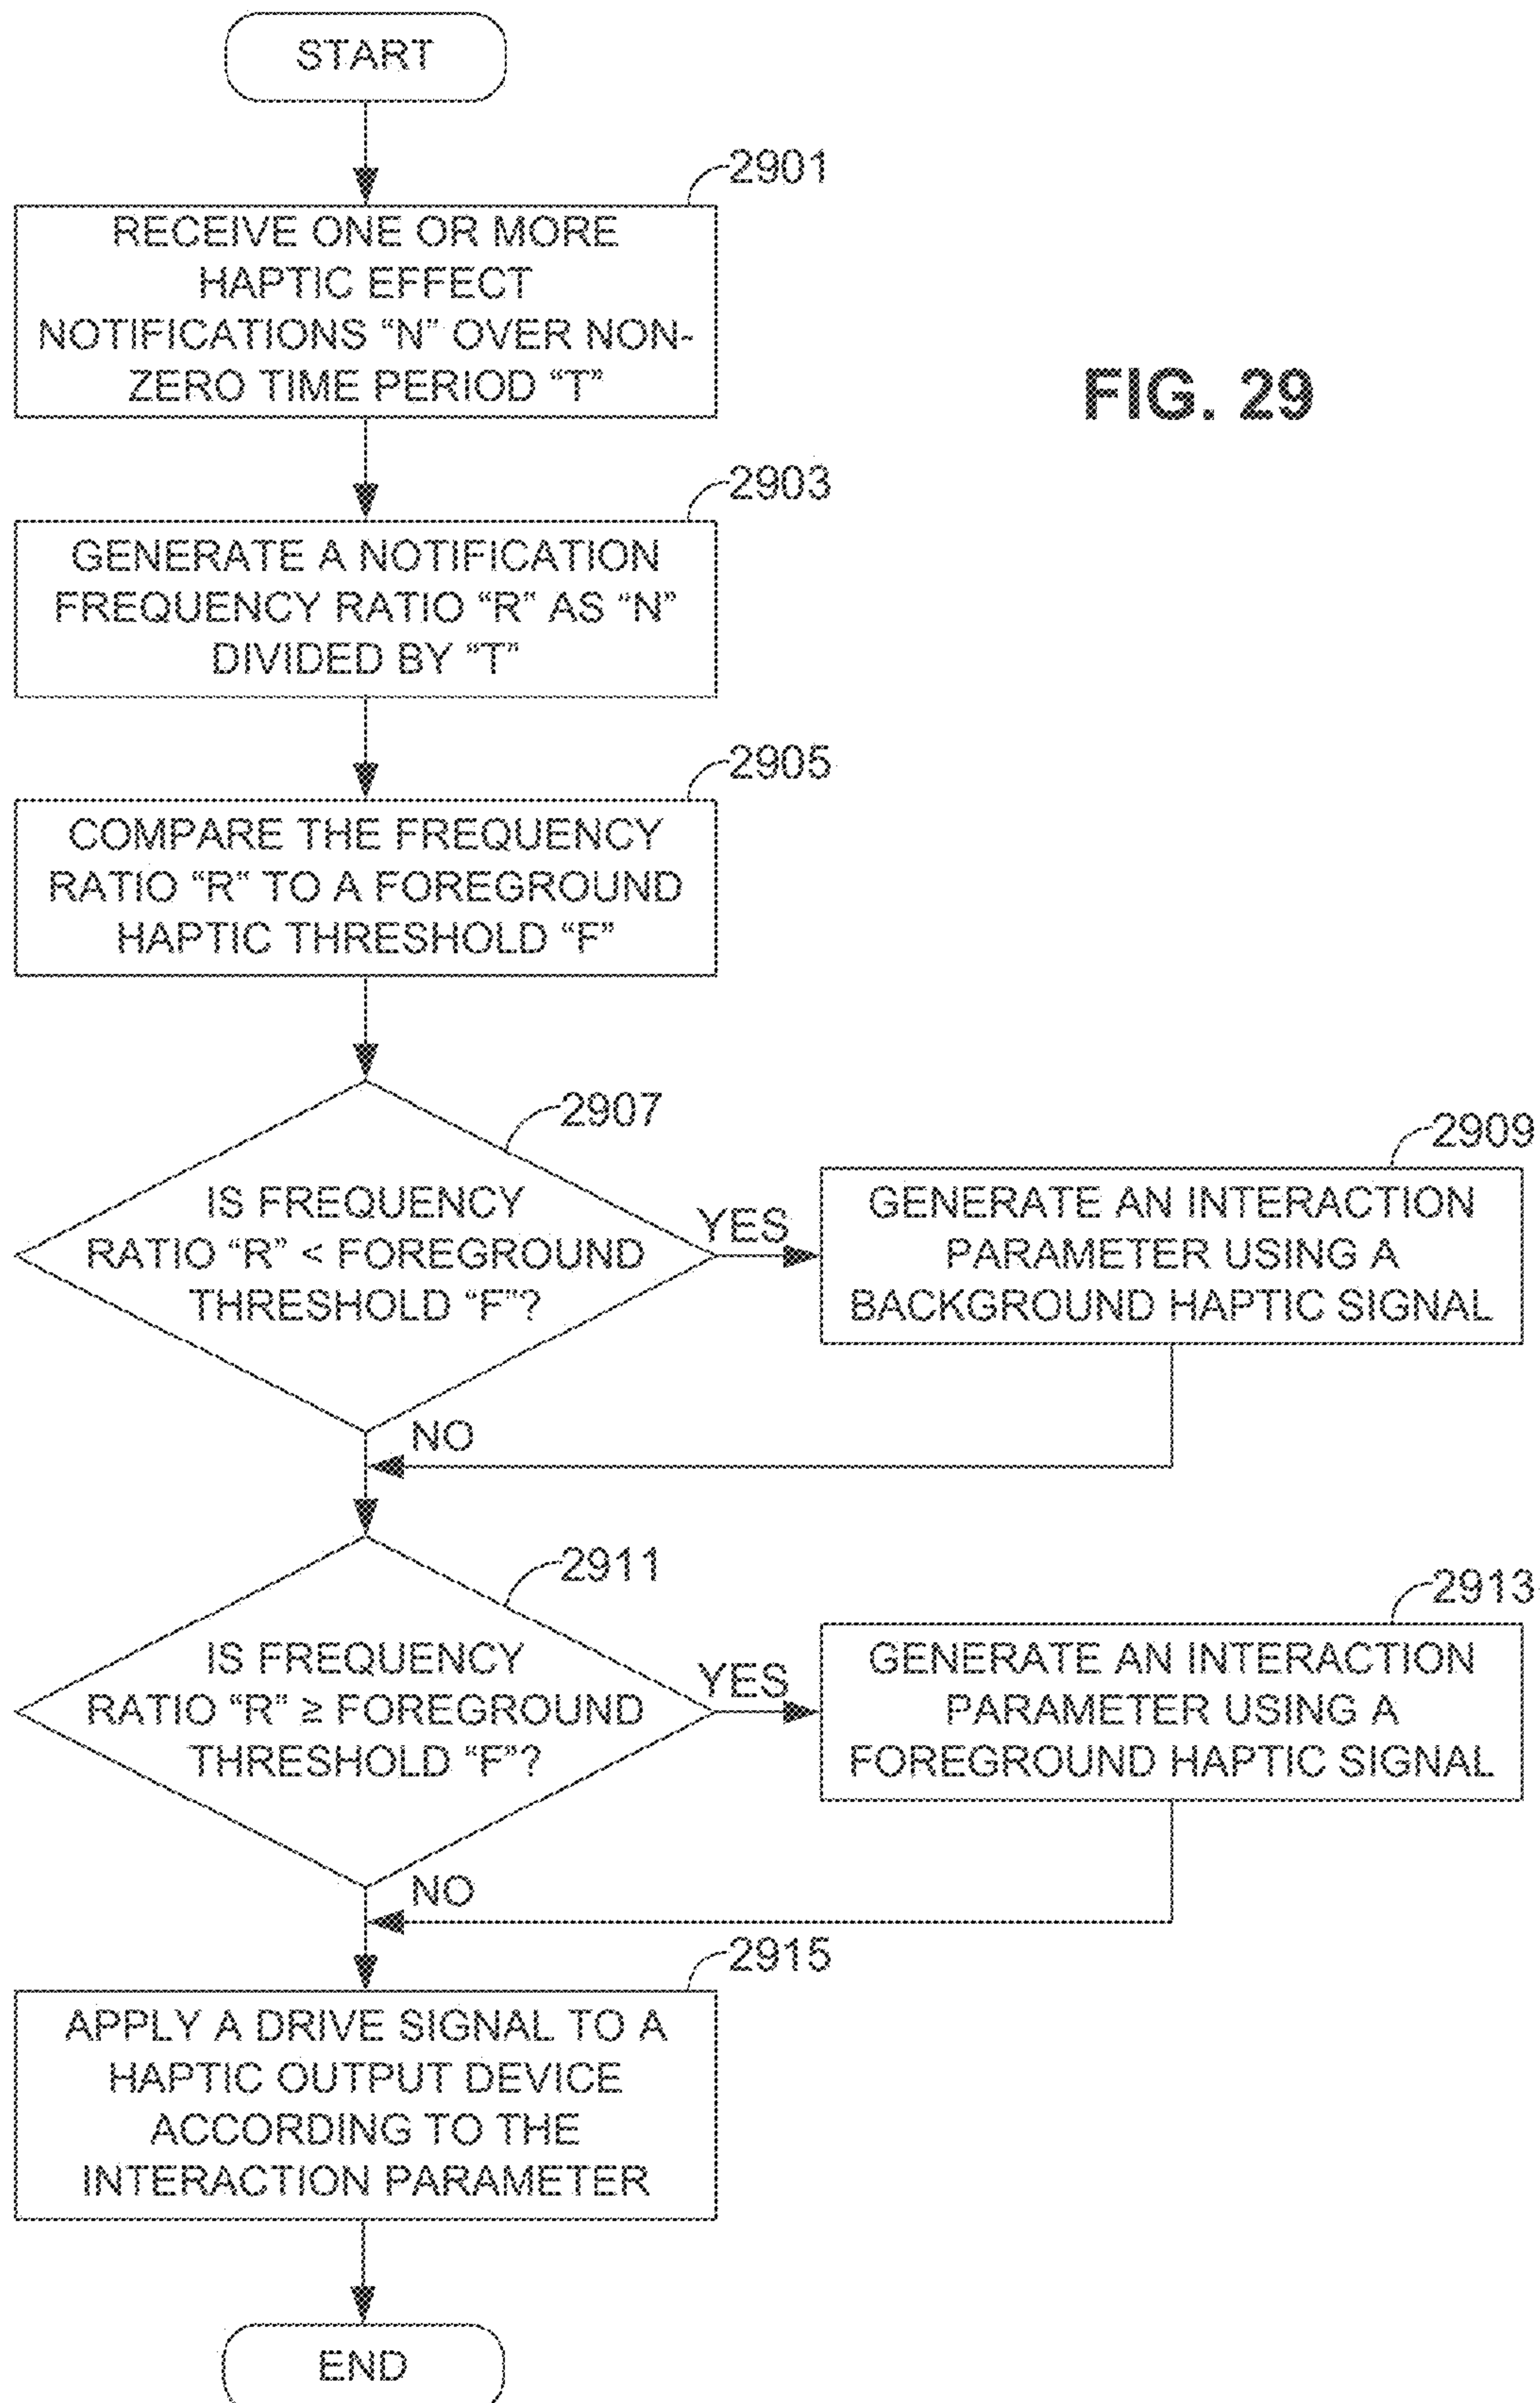 START
2901
RECEIVE ONE OR MORE
HAPTIC EFFECT
NOTIFICATIONS “N” OVER NON-
ZERO TIME PERIOD “T”
FIG. 29
2903
GENERATE A NOTIFICATION
FREQUENCY RATIO “R” AS “N”
DIVIDED BY “T”
2905
COMPARE THE FREQUENCY
RATIO “R” TO A FOREGROUND
HAPTIC THRESHOLD “F”
2907
IS FREQUENCY
RATIO “R” < FOREGROUND
THRESHOLD “F”?
YES
2909
GENERATE AN INTERACTION
PARAMETER USING A
BACKGROUND HAPTIC SIGNAL
NO
2911
IS FREQUENCY
RATIO “R” ≥ FOREGROUND
THRESHOLD “F”?
YES
2913
GENERATE AN INTERACTION
PARAMETER USING A
FOREGROUND HAPTIC SIGNAL
NO
2915
APPLY A DRIVE SIGNAL TO A
HAPTIC OUTPUT DEVICE
ACCORDING TO THE
INTERACTION PARAMETER
END